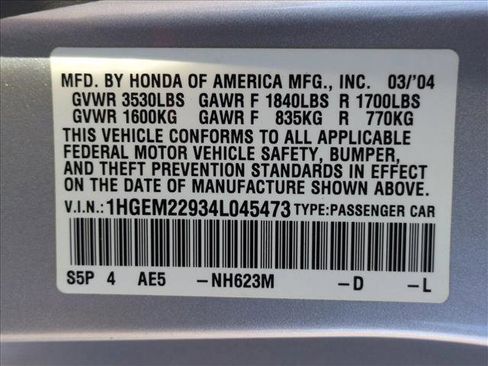 MFD. BY HONDA OF AMERICA MFG., INC. 03/'04
GVWR 3530LBS GAWR F 1840LBS R 1700LBS
GVWR 1600KG GAWR F 835KG R 770KG
THIS VEHICLE CONFORMS TO ALL APPLICABLE
FEDERAL MOTOR VEHICLE SAFETY, BUMPER,
AND THEFT PREVENTION STANDARDS IN EFFECT
ON THE DATE OF MANUFACTURE SHOWN ABOVE.
V.I.N.:1HGEM22934L045473 TYPE:PASSENGER CAR
S5P 4 AE5 –NH623M –D –L